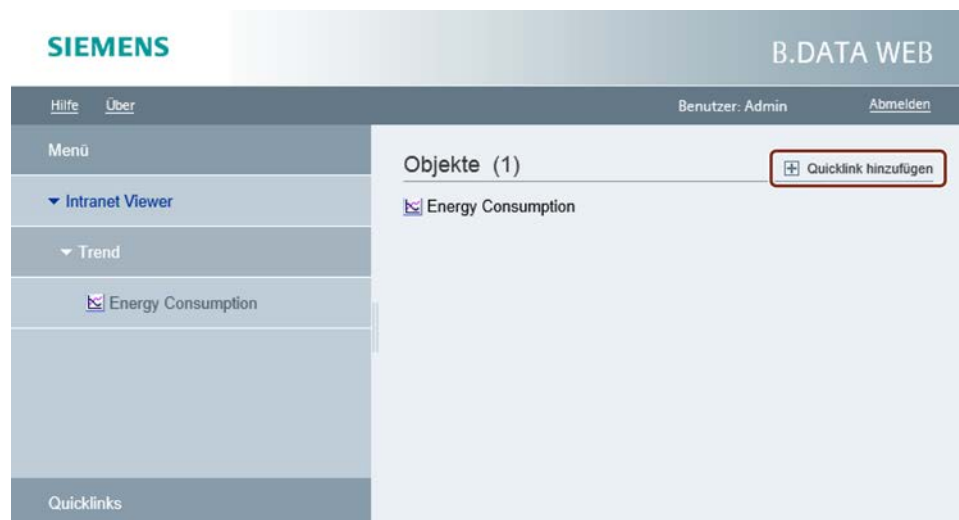 SIEMENS
B.DATA WEB
Hilfe Über Benutzer: Admin Abmelden
Menü
Objekte (1)
Quicklink hinzufügen
Intranet Viewer
Energy Consumption
Trend
Energy Consumption
Quicklinks